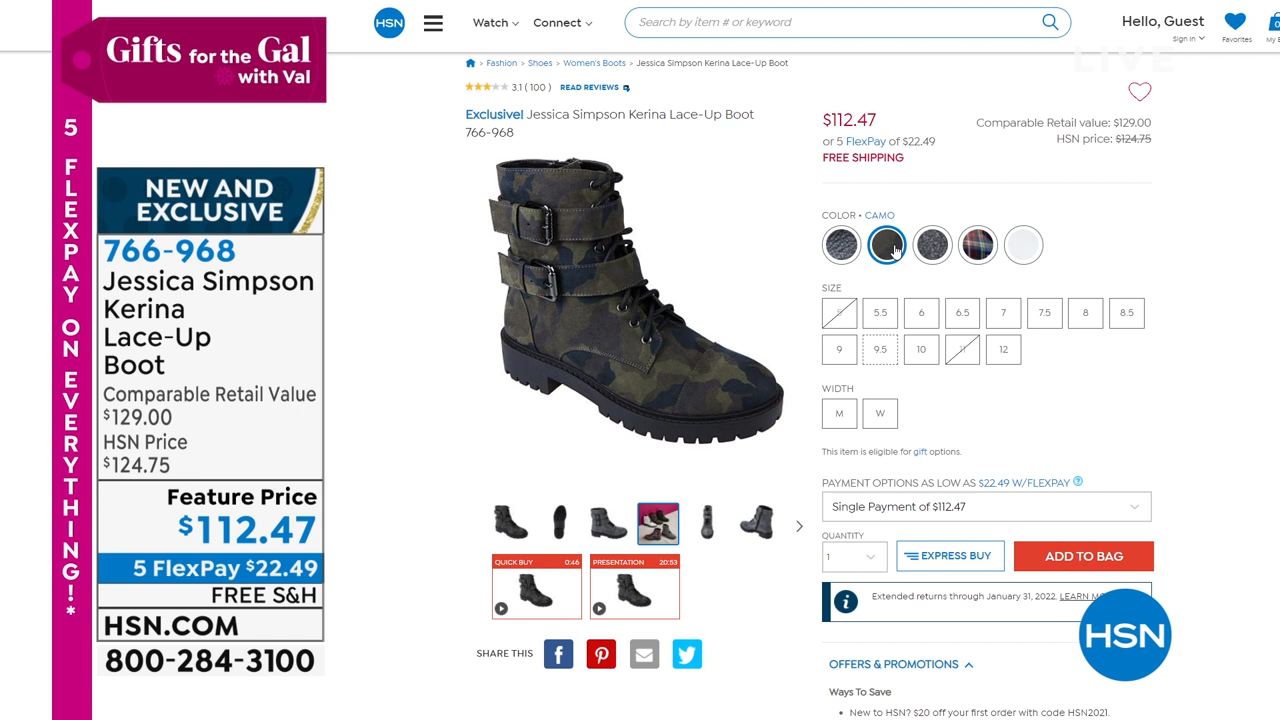 Gifts for the Gal
with Val
5 FLEXPAY ON EVERYTHING!*
NEW AND
EXCLUSIVE
766-968
Jessica Simpson
Kerina
Lace-Up
Boot
Comparable Retail Value
$129.00
HSN Price
$124.75
Feature Price
$112.47
5 FlexPay $22.49
FREE S&H
HSN.COM
800-284-3100
HSN
Watch
Connect
Search by item # or keyword
Hello, Guest
Sign In
Favorites
LIVE
> Fashion > Shoes > Women's Boots > Jessica Simpson Kerina Lace-Up Boot
3.1 ( 100 ) READ REVIEWS
Exclusive! Jessica Simpson Kerina Lace-Up Boot
766-968
$112.47
or 5 FlexPay of $22.49
FREE SHIPPING
Comparable Retail value: $129.00
HSN price: $124.75
COLOR • CAMO
SIZE
5.5 6 6.5 7 7.5 8 8.5
9 9.5 10 11 12
WIDTH
M W
This item is eligible for gift options.
PAYMENT OPTIONS AS LOW AS $22.49 W/FLEXPAY ?
Single Payment of $112.47
QUANTITY
1
EXPRESS BUY
ADD TO BAG
QUICK BUY 0:46
PRESENTATION 20:53
i Extended returns through January 31, 2022. LEARN
HSN
SHARE THIS
OFFERS & PROMOTIONS
Ways To Save
• New to HSN? $20 off your first order with code HSN2021.